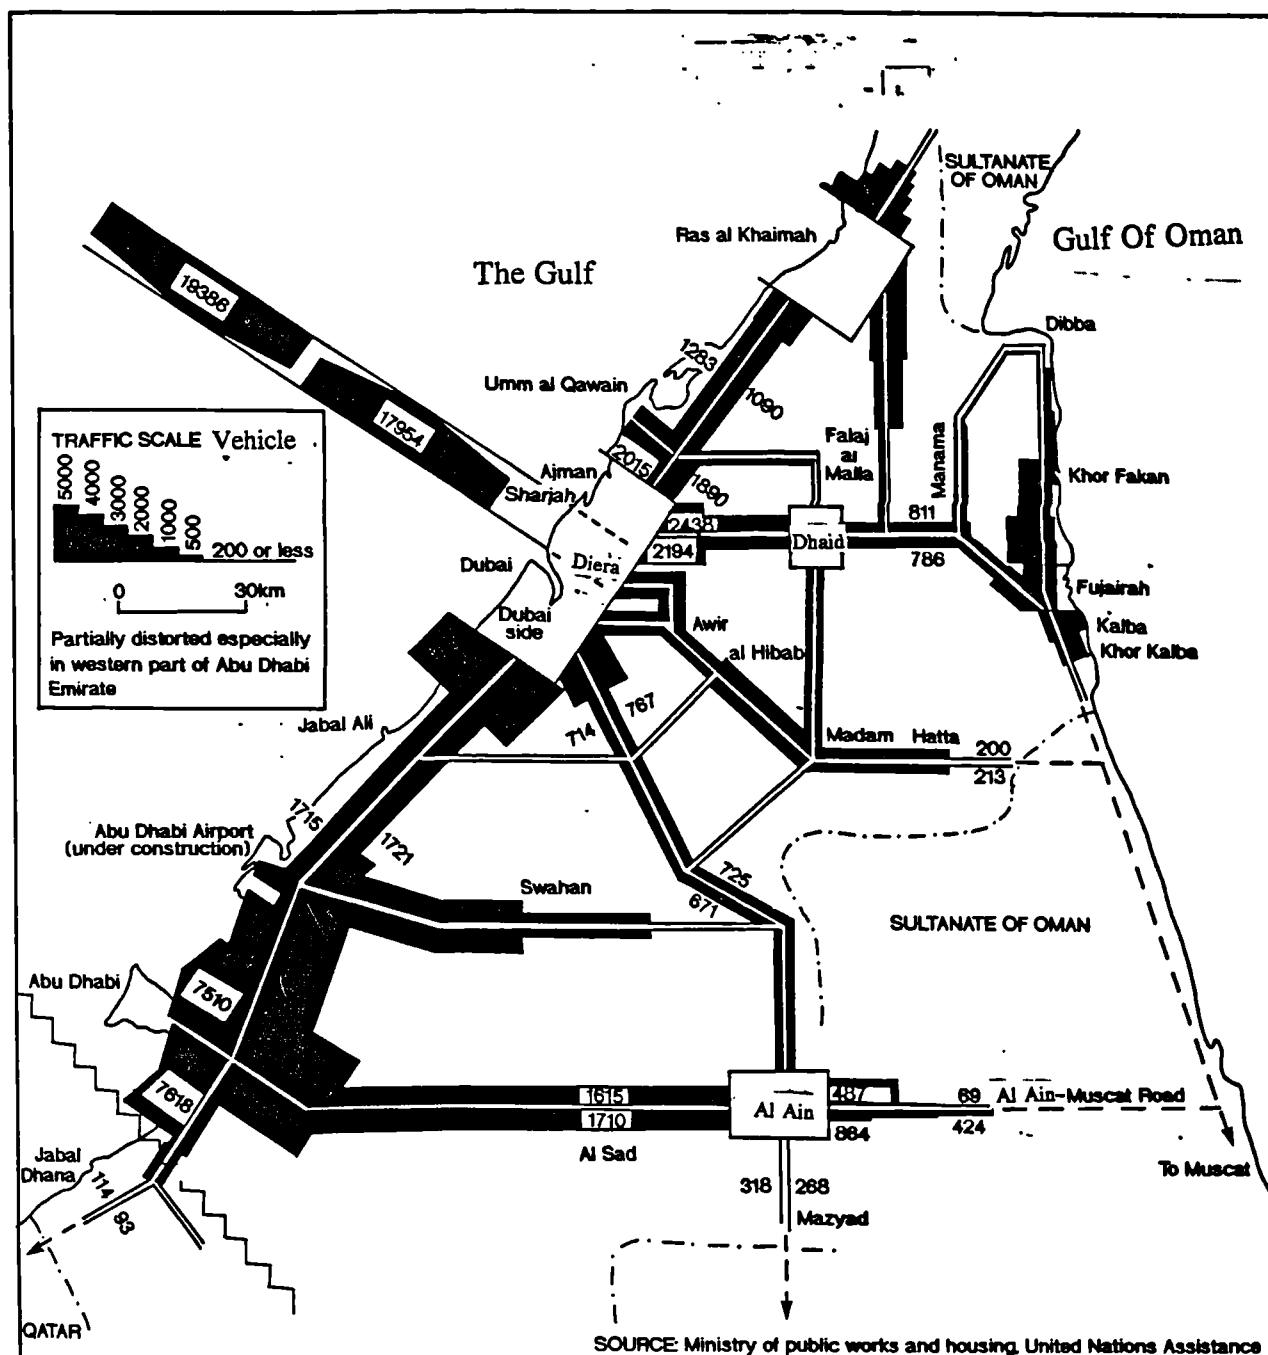 SULTANATE
OF OMAN
Ras al Khaimah
Gulf Of Oman
The Gulf
19386
Dibba
1283
Umm al Qawain
1090
TRAFFIC SCALE Vehicle
5000
4000
3000
2000
1000
500
200 or less
0
30km
Partially distorted especially
in western part of Abu Dhabi
Emirate
17954
2015
Ajman
Sharjah
1890
Falaj
al
Malla
Manama
Khor Fakan
811
12438
2194
Dhaid
786
Dubai
Diera
Fujairah
Dubai
side
Awir
Kalba
Khor Kalba
al Hibab
Jabal Ali
767
714
Madam
Hatta
200
213
1715
Abu Dhabi Airport
(under construction)
1721
Swahan
725
671
SULTANATE OF OMAN
Abu Dhabi
7510
7618
1615
1710
Al Ain
487
864
69
424
Al Ain-Muscat Road
Al Sad
Jabal
Dhana
114
93
318
268
To Muscat
Mazyad
QATAR
SOURCE: Ministry of public works and housing, United Nations Assistance